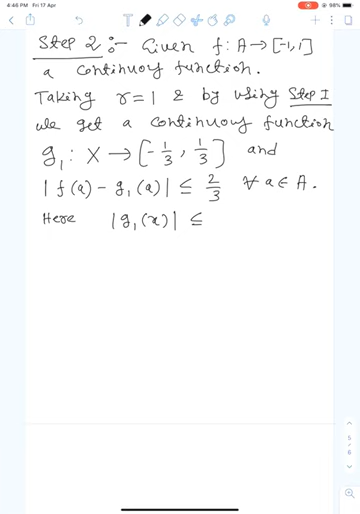 4:46 PM Fri 17 Apr
98%
Step 2 :- Given f: A → [-1,1]
a continuous function.
Taking r = 1 & by using Step I
we get a continuous function
g₁ : X → [-1/3, 1/3] and
|f(a) - g₁(a)| ≤ 2/3 ∀ a ∈ A.
Here |g₁(x)| ≤
5
6